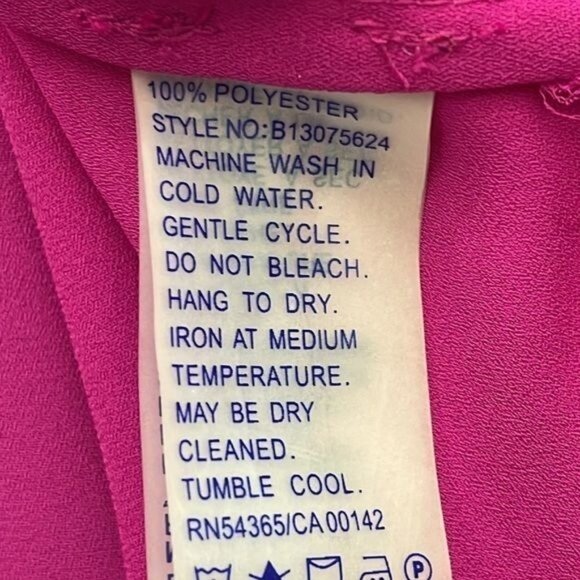 100% POLYESTER
STYLE NO:B13075624
MACHINE WASH IN
COLD WATER.
GENTLE CYCLE.
DO NOT BLEACH.
HANG TO DRY.
IRON AT MEDIUM
TEMPERATURE.
MAY BE DRY
CLEANED.
TUMBLE COOL.
RN54365/CA00142
P